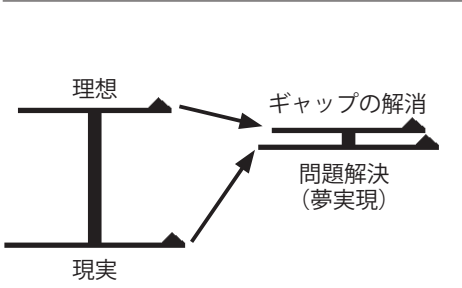 理想
ギャップの解消
問題解決
（夢実現）
現実